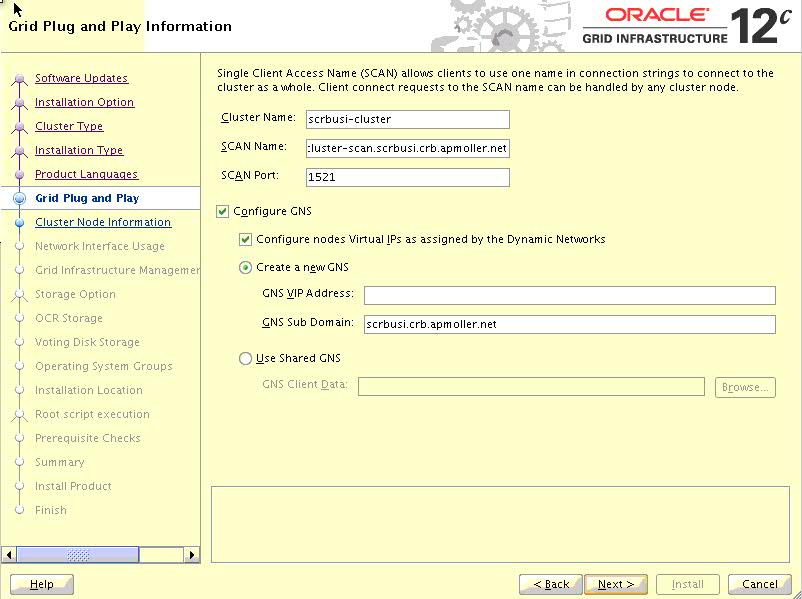 Grid Plug and Play Information
ORACLE
GRID INFRASTRUCTURE 12c
Software Updates
Installation Option
Cluster Type
Installation Type
Product Languages
Grid Plug and Play
Cluster Node Information
Network Interface Usage
Grid Infrastructure Managemer
Storage Option
OCR Storage
Voting Disk Storage
Operating System Groups
Installation Location
Root script execution
Prerequisite Checks
Summary
Install Product
Finish
Single Client Access Name (SCAN) allows clients to use one name in connection strings to connect to the
cluster as a whole. Client connect requests to the SCAN name can be handled by any cluster node.
Cluster Name: scrbusi-cluster
SCAN Name: :luster-scan.scrbusi.crb.apmoller.net
SCAN Port: 1521
Configure GNS
Configure nodes Virtual IPs as assigned by the Dynamic Networks
Create a new GNS
GNS VIP Address:
GNS Sub Domain: scrbusi.crb.apmoller.net
Use Shared GNS
GNS Client Data: Browse...
Help < Back Next > Install Cancel